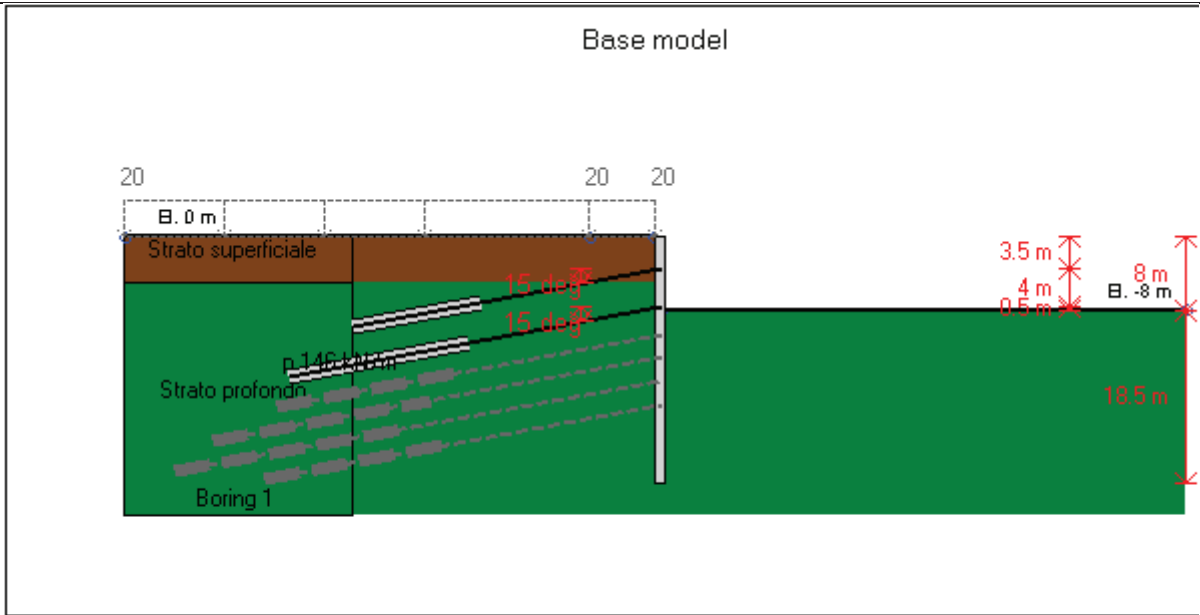 Base model
20
20
20
El. 0 m
Strato superficiale
3.5 m
15 deg
4 m
8 m
El. -8 m
0.5 m
15 deg
Strato profondo
18.5 m
Boring 1